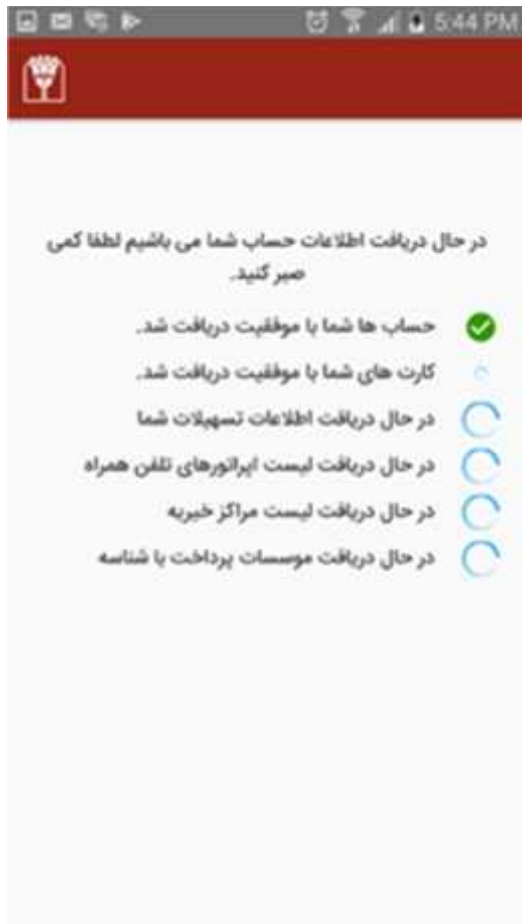 5:44 PM
در حال دریافت اطلاعات حساب شما می باشیم لطفا کمی
صبر کنید.
حساب ها شما با موفقیت دریافت شد.
کارت های شما با موفقیت دریافت شد.
در حال دریافت اطلاعات تسهیلات شما
در حال دریافت لیست اپراتورهای تلفن همراه
در حال دریافت لیست مراکز خیریه
در حال دریافت موسسات پرداخت با شناسه